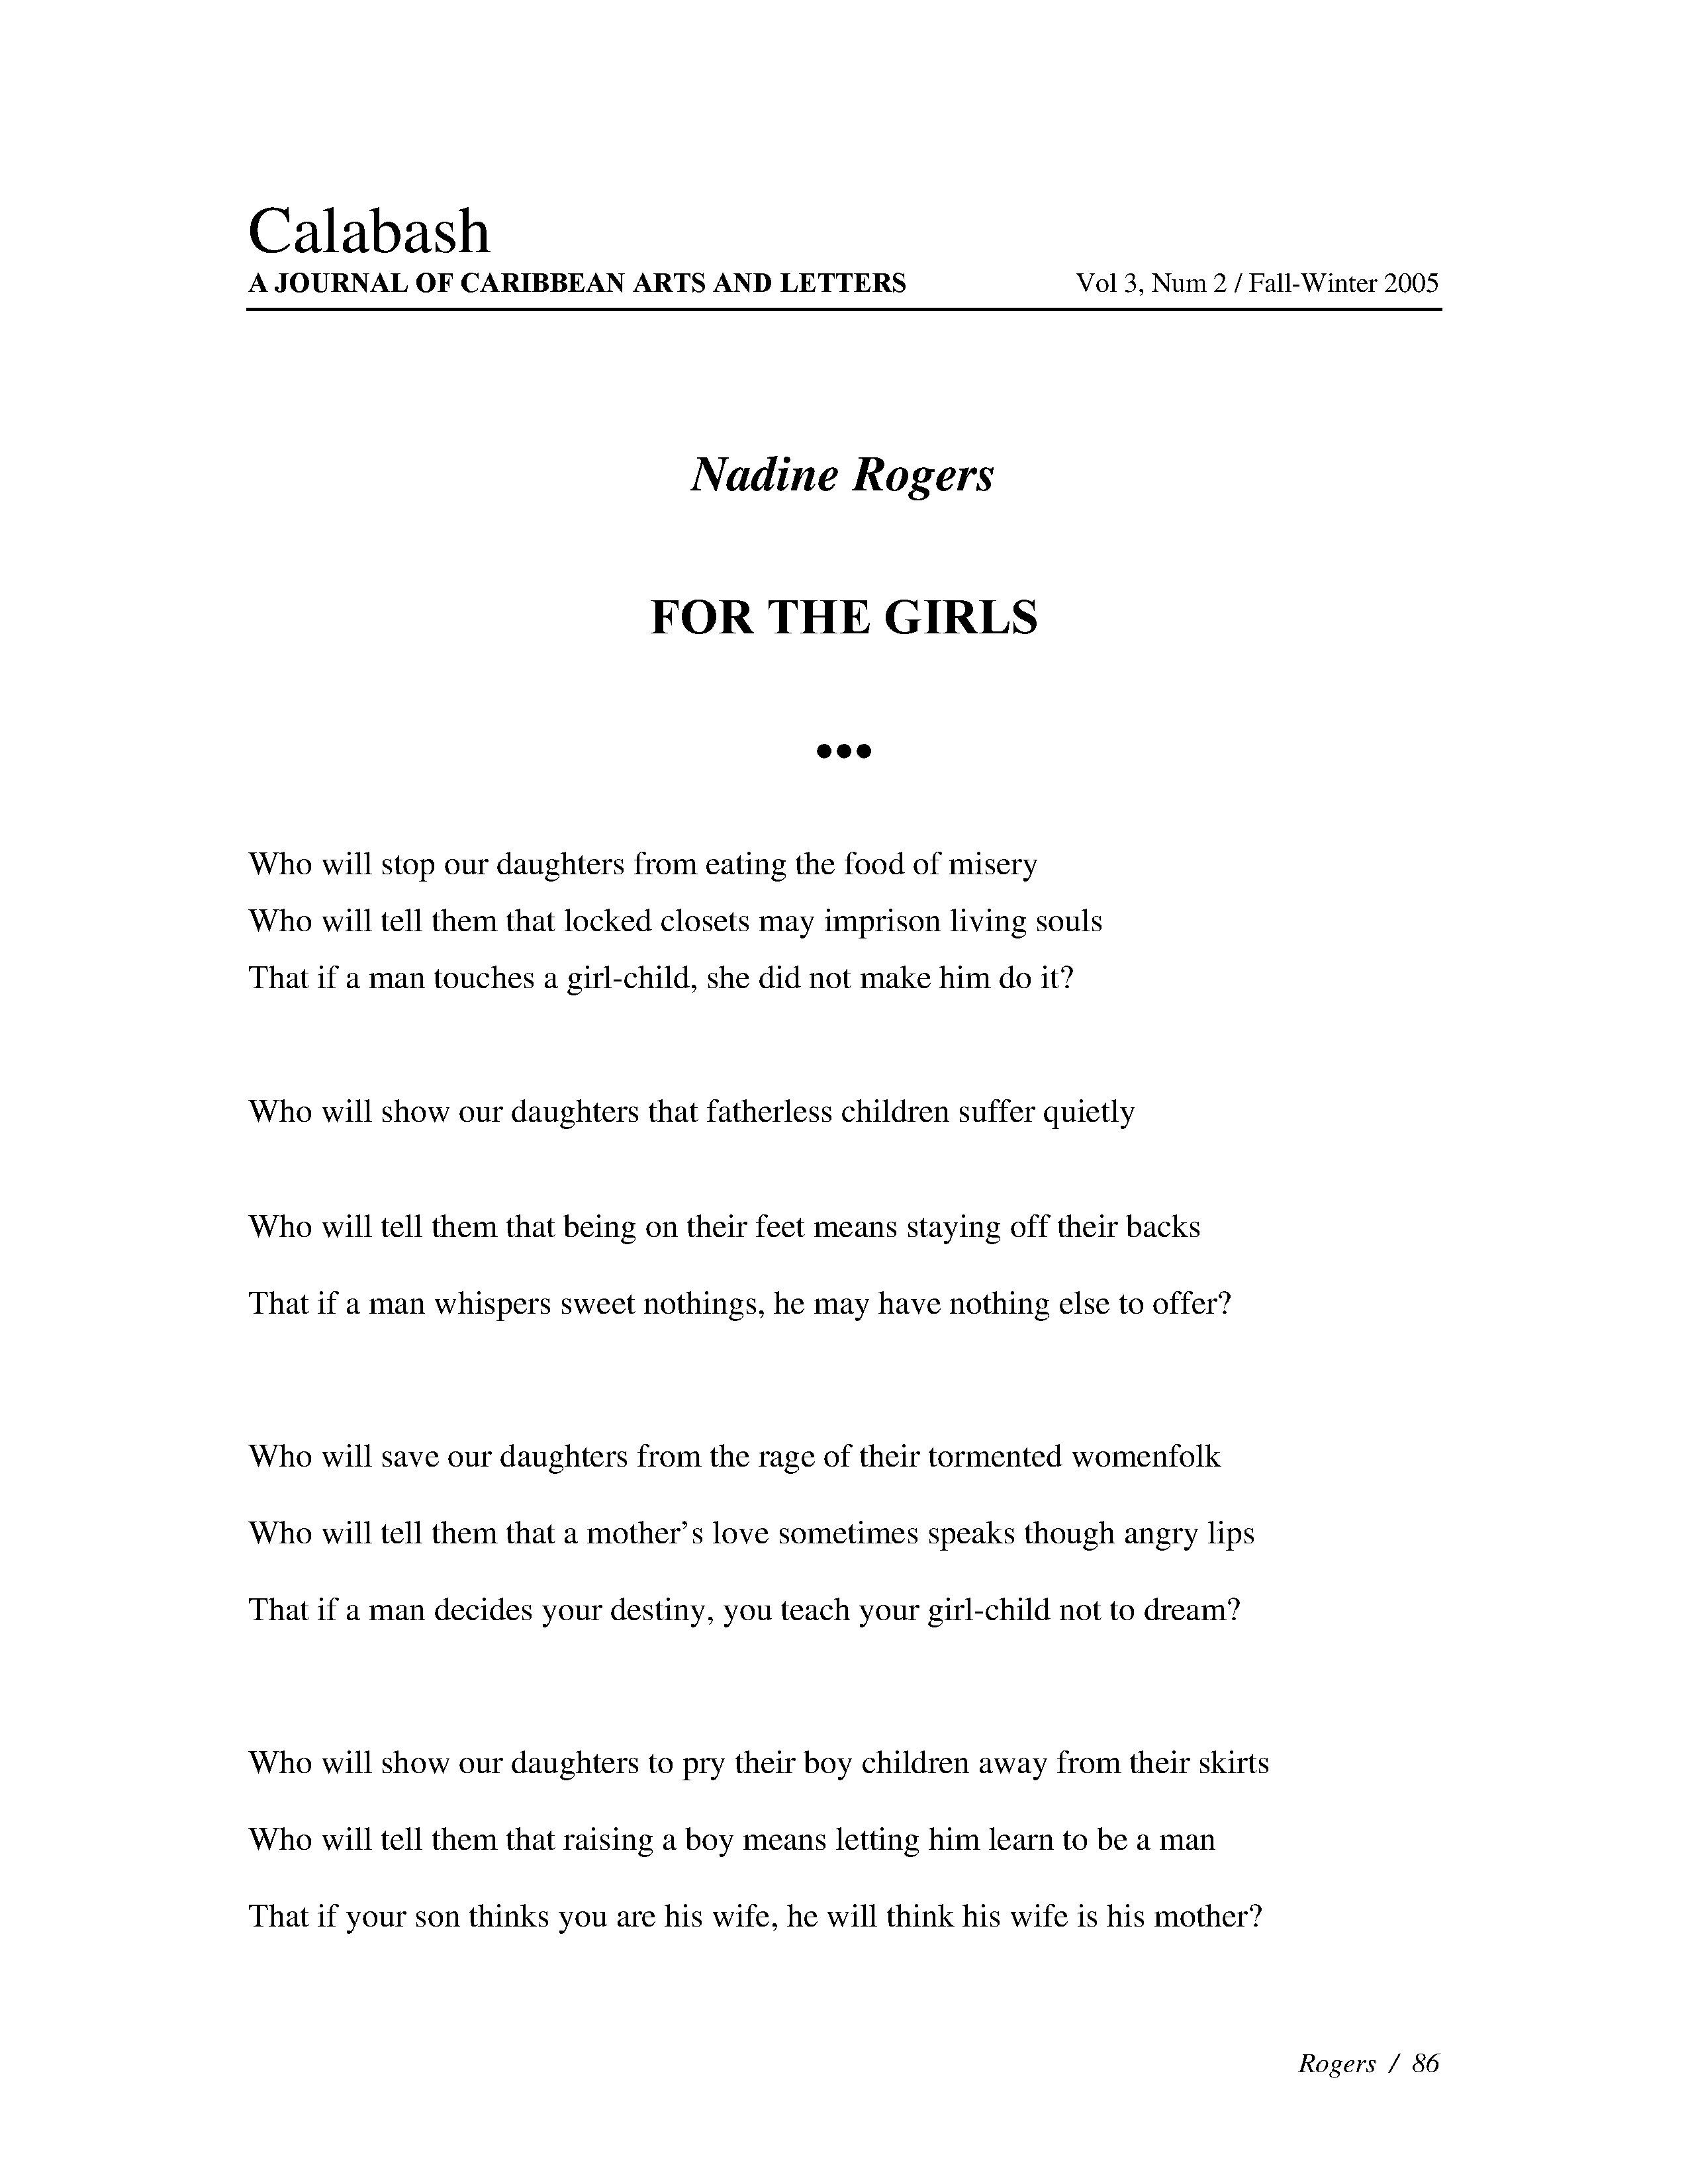 Calabash
A JOURNAL OF CARIBBEAN ARTS AND LETTERS Vol 3, Num 2 / Fall-Winter 2005
Nadine Rogers
FOR THE GIRLS
•••
Who will stop our daughters from eating the food of misery
Who will tell them that locked closets may imprison living souls
That if a man touches a girl-child, she did not make him do it?
Who will show our daughters that fatherless children suffer quietly
Who will tell them that being on their feet means staying off their backs
That if a man whispers sweet nothings, he may have nothing else to offer?
Who will save our daughters from the rage of their tormented womenfolk
Who will tell them that a mother’s love sometimes speaks though angry lips
That if a man decides your destiny, you teach your girl-child not to dream?
Who will show our daughters to pry their boy children away from their skirts
Who will tell them that raising a boy means letting him learn to be a man
That if your son thinks you are his wife, he will think his wife is his mother?
Rogers / 86